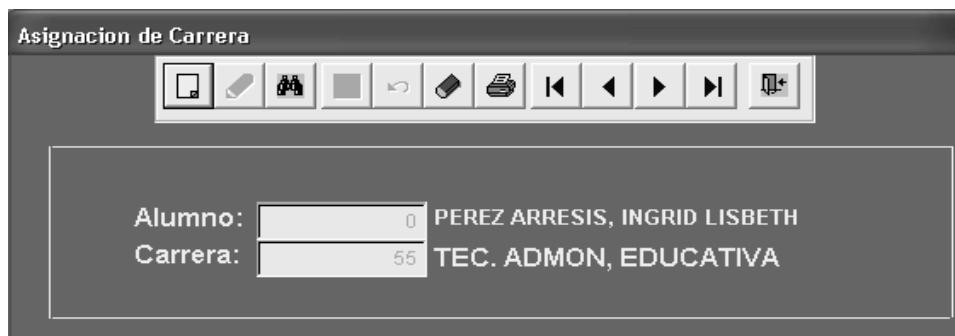 Asignacion de Carrera
Alumno: 0 PEREZ ARRESIS, INGRID LISBETH
Carrera: 55 TEC. ADMON, EDUCATIVA